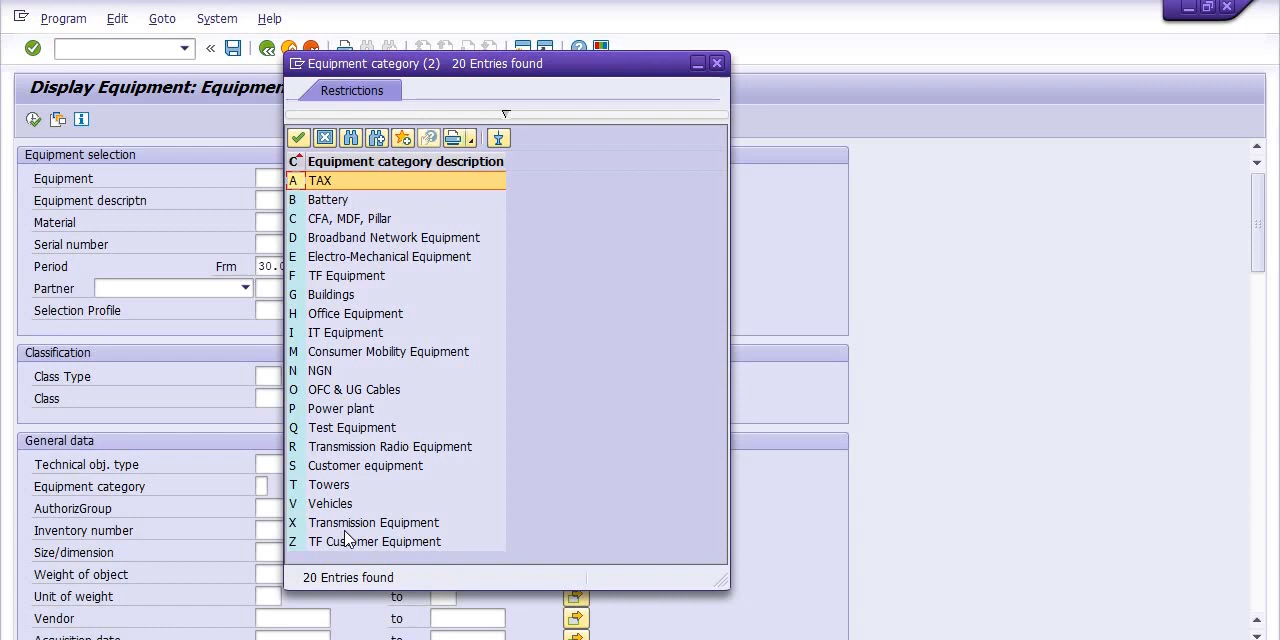 Program Edit Goto System Help
Equipment category (2) 20 Entries found
Display Equipment: Equipmen
Restrictions
Equipment selection
C Equipment category description
Equipment
A TAX
Equipment descriptn
B Battery
Material
C CFA, MDF, Pillar
Serial number
D Broadband Network Equipment
E Electro-Mechanical Equipment
Period Frm 30.0
F TF Equipment
Partner
G Buildings
Selection Profile
H Office Equipment
I IT Equipment
Classification
M Consumer Mobility Equipment
Class Type
N NGN
O OFC & UG Cables
Class
P Power plant
Q Test Equipment
General data
R Transmission Radio Equipment
Technical obj. type
S Customer equipment
Equipment category
T Towers
AuthorizGroup
V Vehicles
Inventory number
X Transmission Equipment
Size/dimension
Z TF Customer Equipment
Weight of object
20 Entries found
Unit of weight to
Vendor to
Acquisition date to